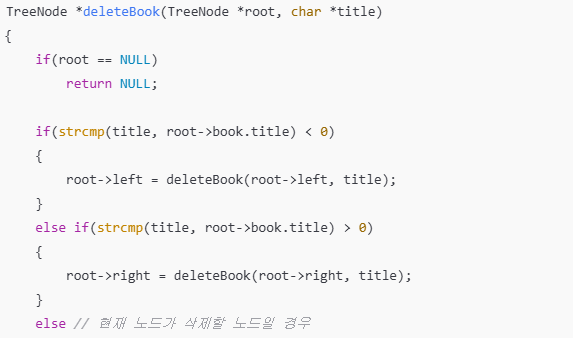 TreeNode *deleteBook(TreeNode *root, char *title)
{
    if(root == NULL)
        return NULL;

    if(strcmp(title, root->book.title) < 0)
    {
        root->left = deleteBook(root->left, title);
    }
    else if(strcmp(title, root->book.title) > 0)
    {
        root->right = deleteBook(root->right, title);
    }
    else // 현재 노드가 삭제할 노드일 경우